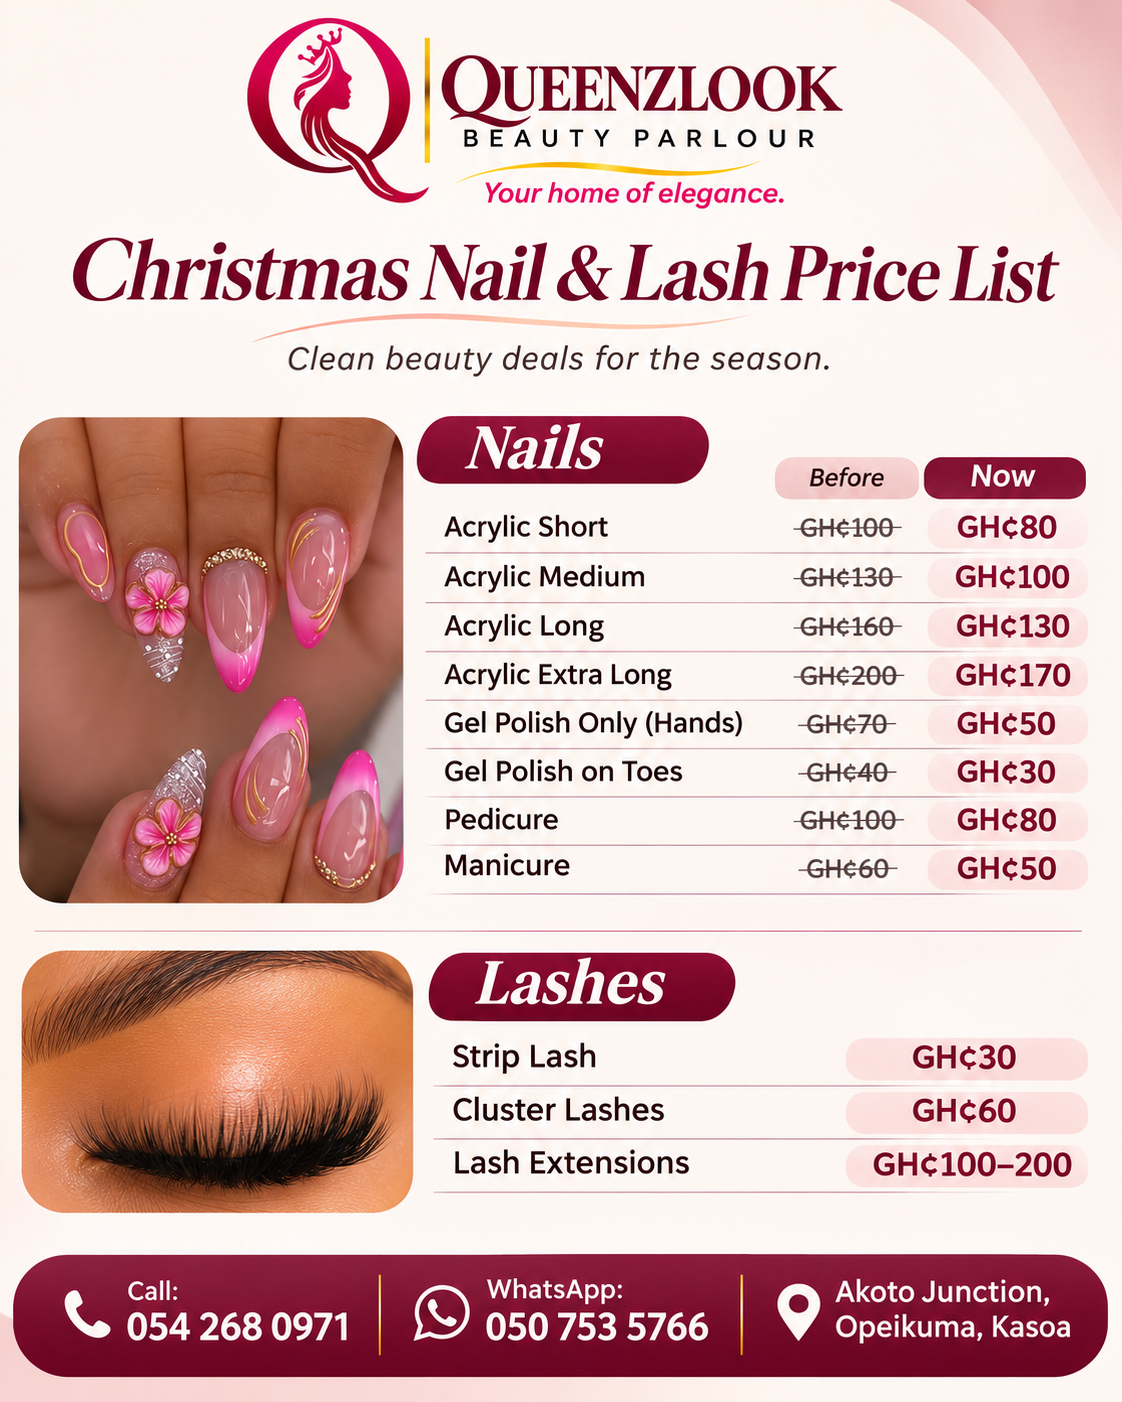 QUEENZLOOK
BEAUTY PARLOUR
Your home of elegance.
Christmas Nail & Lash Price List
Clean beauty deals for the season.
Nails
Before Now
Acrylic Short GH¢100 GH¢80
Acrylic Medium GH¢130 GH¢100
Acrylic Long GH¢160 GH¢130
Acrylic Extra Long GH¢200 GH¢170
Gel Polish Only (Hands) GH¢70 GH¢50
Gel Polish on Toes GH¢40 GH¢30
Pedicure GH¢100 GH¢80
Manicure GH¢60 GH¢50
Lashes
Strip Lash GH¢30
Cluster Lashes GH¢60
Lash Extensions GH¢100–200
Call:
054 268 0971
WhatsApp:
050 753 5766
Akoto Junction,
Opeikuma, Kasoa